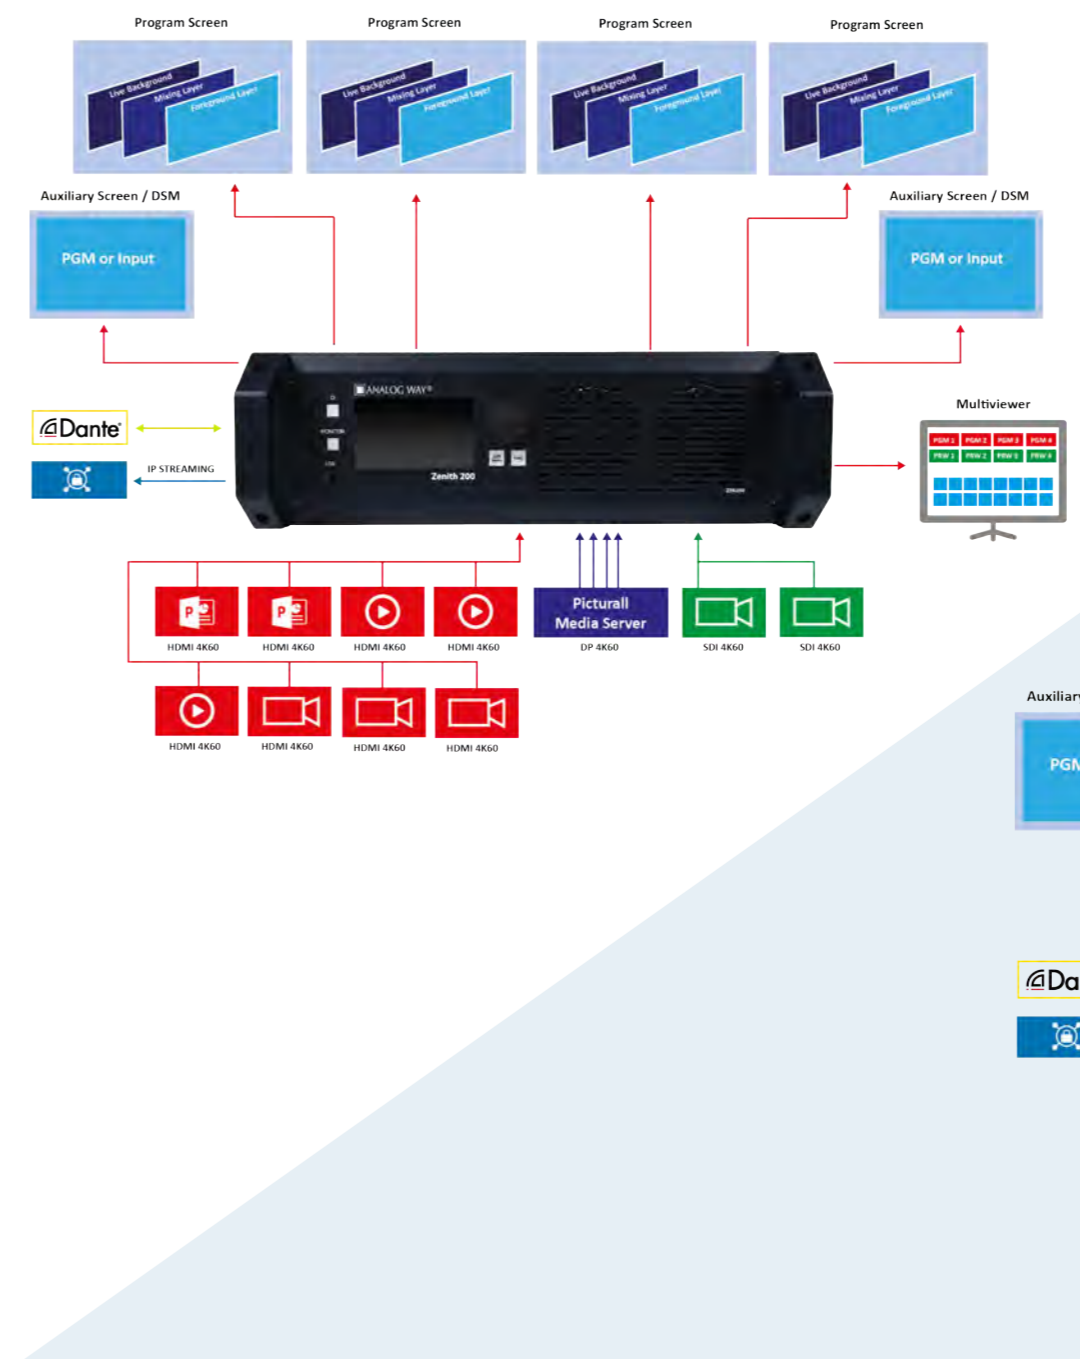 Program Screen
Program Screen
Program Screen
Program Screen
Live Background
Mixing Layer
Foreground Layer
Live Background
Mixing Layer
Foreground Layer
Live Background
Mixing Layer
Foreground Layer
Live Background
Mixing Layer
Foreground Layer
Auxiliary Screen / DSM
Auxiliary Screen / DSM
PGM or Input
PGM or Input
ANALOG WAY®
MONITOR
Zenith 200
Dante®
IP STREAMING
Multiviewer
PGM 1 PGM 2 PGM 3 PGM 4
PRW 1 PRW 2 PRW 3 PRW 4
P
P
HDMI 4K60
HDMI 4K60
HDMI 4K60
HDMI 4K60
Picturall
Media Server
DP 4K60
SDI 4K60
SDI 4K60
HDMI 4K60
HDMI 4K60
HDMI 4K60
HDMI 4K60
Auxiliary
PGM
Da